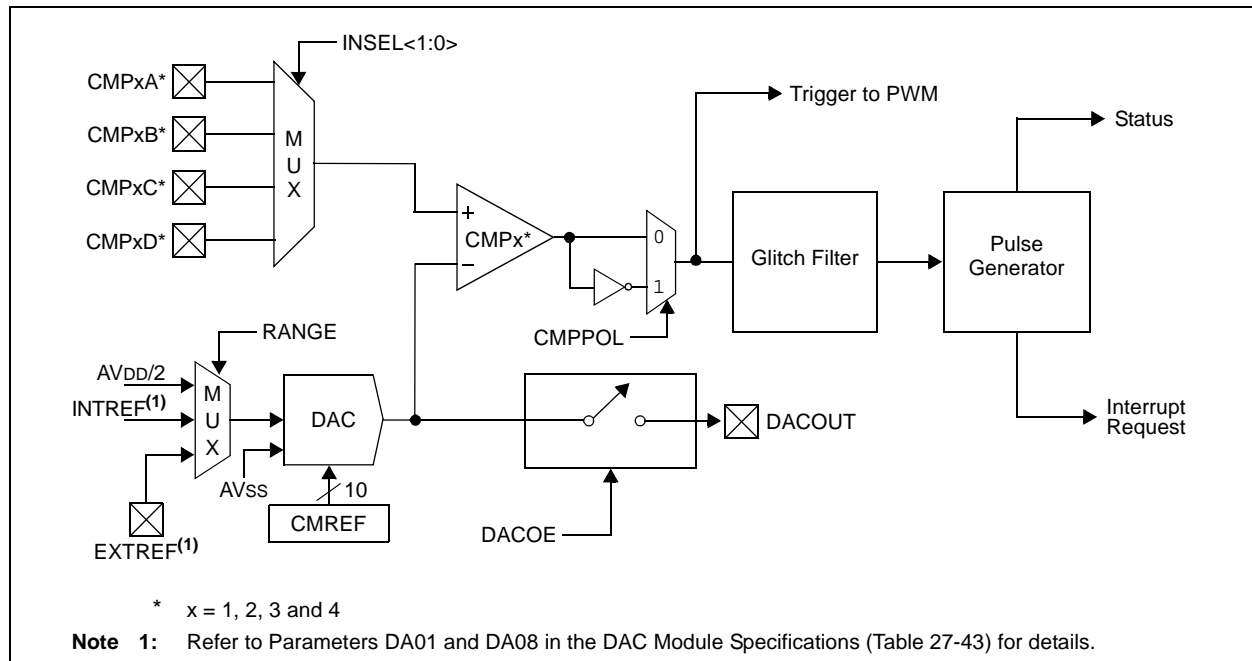 INSEL<1:0>
CMPxA*
CMPxB*
CMPxC*
CMPxD*
M
U
X
Trigger to PWM
Status
+
CMPx*
–
0
1
Glitch Filter
Pulse
Generator
CMPPOL
RANGE
AVDD/2
INTREF(1)
M
U
X
DAC
AVSS
10
CMREF
EXTREF(1)
DACOE
DACOUT
Interrupt
Request
* x = 1, 2, 3 and 4
Note 1: Refer to Parameters DA01 and DA08 in the DAC Module Specifications (Table 27-43) for details.